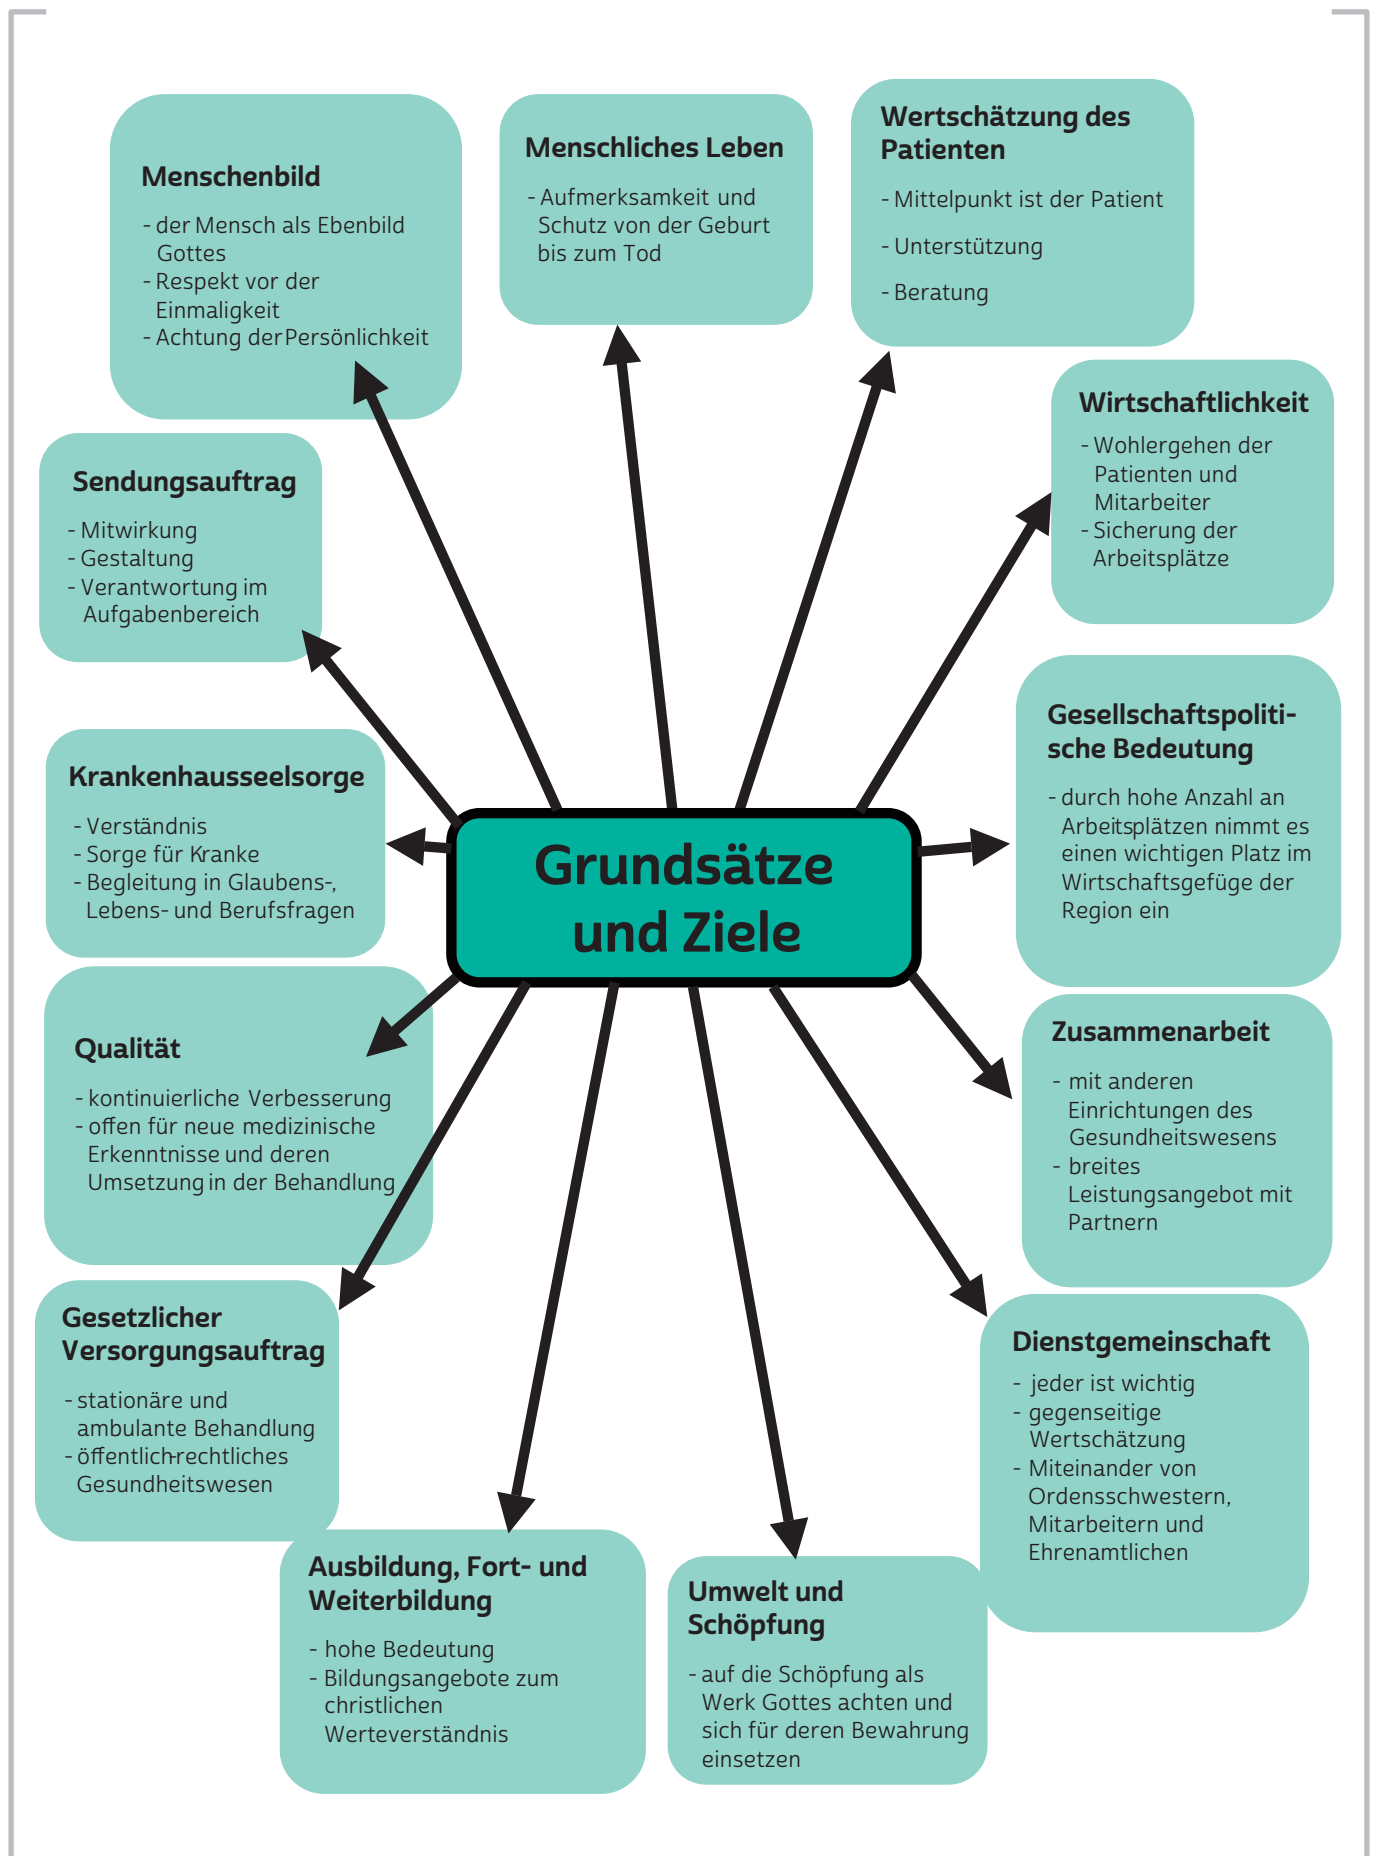 Menschenbild
- der Mensch als Ebenbild
Gottes
- Respekt vor der
Einmaligkeit
- Achtung der Persönlichkeit
Menschliches Leben
- Aufmerksamkeit und
Schutz von der Geburt
bis zum Tod
Wertschätzung des
Patienten
- Mittelpunkt ist der Patient
- Unterstützung
- Beratung
Wirtschaftlichkeit
- Wohlergehen der
Patienten und
Mitarbeiter
- Sicherung der
Arbeitsplätze
Sendungsauftrag
- Mitwirkung
- Gestaltung
- Verantwortung im
Aufgabenbereich
Gesellschaftspoliti-
sche Bedeutung
- durch hohe Anzahl an
Arbeitsplätzen nimmt es
einen wichtigen Platz im
Wirtschaftsgefüge der
Region ein
Krankenhausseelsorge
- Verständnis
- Sorge für Kranke
- Begleitung in Glaubens-,
Lebens- und Berufsfragen
Grundsätze
und Ziele
Qualität
- kontinuierliche Verbesserung
- offen für neue medizinische
Erkenntnisse und deren
Umsetzung in der Behandlung
Zusammenarbeit
- mit anderen
Einrichtungen des
Gesundheitswesens
- breites
Leistungsangebot mit
Partnern
Gesetzlicher
Versorgungsauftrag
- stationäre und
ambulante Behandlung
- öffentlich-rechtliches
Gesundheitswesen
Dienstgemeinschaft
- jeder ist wichtig
- gegenseitige
Wertschätzung
- Miteinander von
Ordensschwestern,
Mitarbeitern und
Ehrenamtlichen
Ausbildung, Fort- und
Weiterbildung
- hohe Bedeutung
- Bildungsangebote zum
christlichen
Werteverständnis
Umwelt und
Schöpfung
- auf die Schöpfung als
Werk Gottes achten und
sich für deren Bewahrung
einsetzen